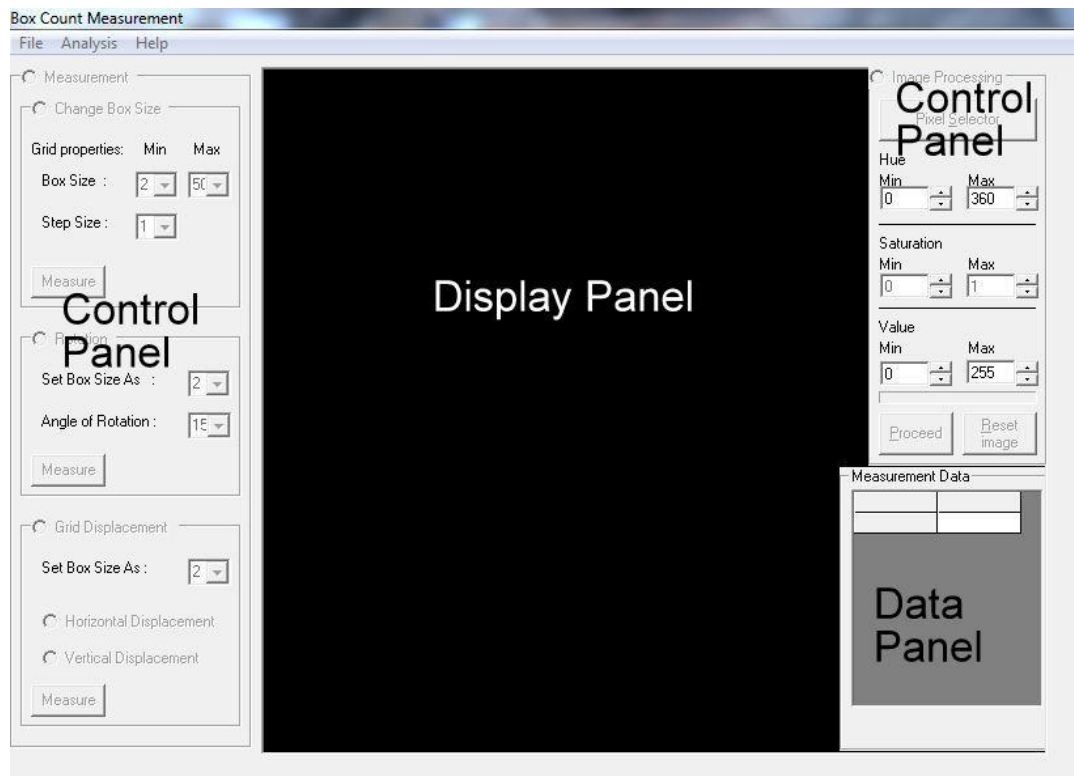 Box Count Measurement
File Analysis Help
Measurement
Change Box Size
Grid properties: Min Max
Box Size : 2 50
Step Size : 1
Measure
Control
Panel
Rotation
Set Box Size As : 2
Angle of Rotation : 15
Measure
Grid Displacement
Set Box Size As : 2
Horizontal Displacement
Vertical Displacement
Measure
Display Panel
Image Processing
Control
Pixel Selector
Panel
Hue
Min Max
0 360
Saturation
Min Max
0 1
Value
Min Max
0 255
Proceed Reset
image
Measurement Data
Data
Panel